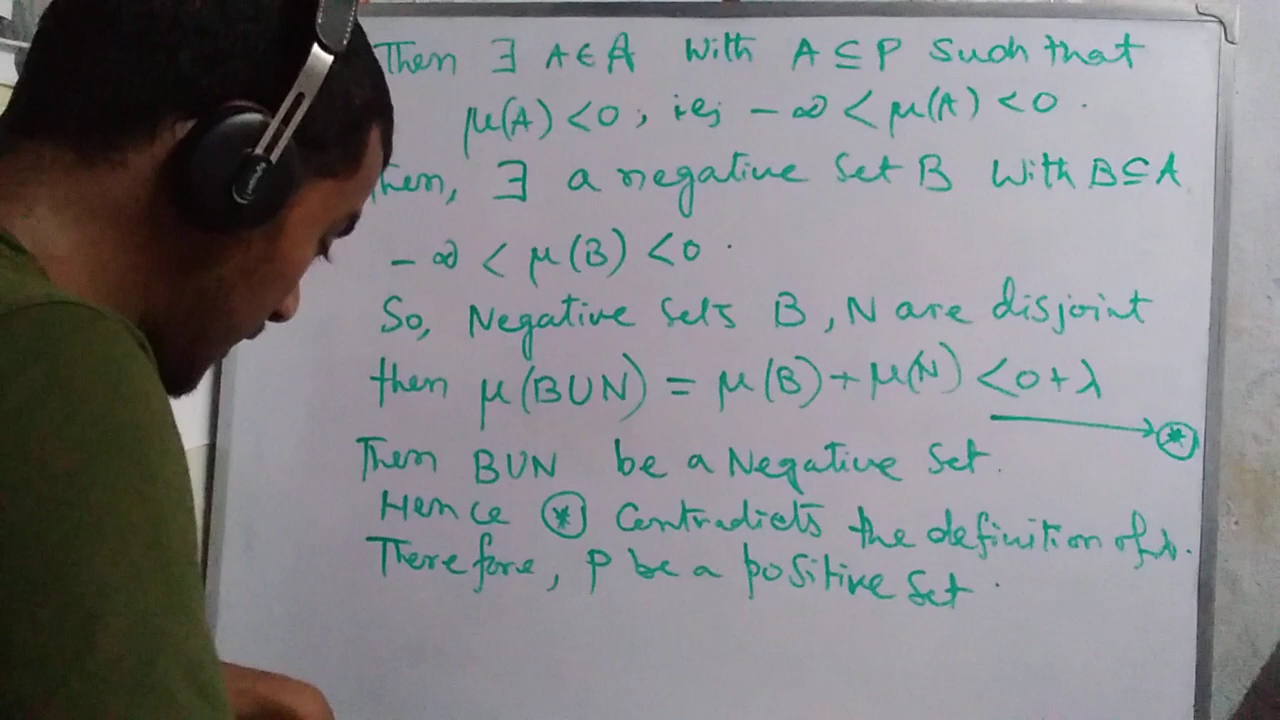 Then ∃ A ∈ 𝒜 with A ⊆ P such that
μ(A) < 0, i.e; -∞ < μ(A) < 0.
hen, ∃ a negative set B with B ⊆ A
-∞ < μ(B) < 0.
So, Negative sets B, N are disjoint
then μ(B∪N) = μ(B) + μ(N) < 0 + λ
⊛
Then B∪N be a Negative set.
Hence ⊛ contradicts the definition of λ.
Therefore, P be a positive set.